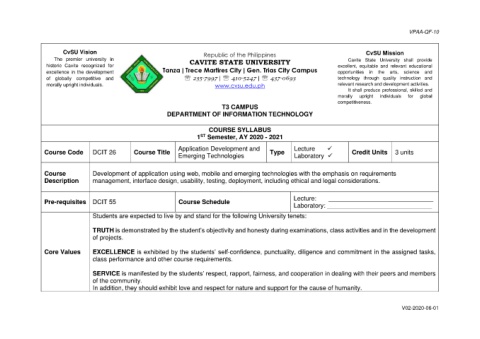 VPAA-QF-10
CvSU Vision
The premier university in
historic Cavite recognized for
excellence in the development
of globally competitive and
morally upright individuals.
Republic of the Philippines
CAVITE STATE UNIVERSITY
Tanza | Trece Martires City | Gen. Trias City Campus
☏ 235-7997 | ☏ 410-5247 | ☏ 437-0693
www.cvsu.edu.ph
CvSU Mission
Cavite State University shall provide
excellent, equitable and relevant educational
opportunities in the arts, science and
technology through quality instruction and
relevant research and development activities.
It shall produce professional, skilled and
morally upright individuals for global
competitiveness.
T3 CAMPUS
DEPARTMENT OF INFORMATION TECHNOLOGY
COURSE SYLLABUS
1ST Semester, AY 2020 - 2021
Course Code DCIT 26 Course Title Application Development and Emerging Technologies Type Lecture ✓ Laboratory ✓ Credit Units 3 units
Course Description
Development of application using web, mobile and emerging technologies with the emphasis on requirements
management, interface design, usability, testing, deployment, including ethical and legal considerations.
Pre-requisites DCIT 55 Course Schedule Lecture:
Laboratory:
Core Values
Students are expected to live by and stand for the following University tenets:
TRUTH is demonstrated by the student's objectivity and honesty during examinations, class activities and in the development
of projects.
EXCELLENCE is exhibited by the students' self-confidence, punctuality, diligence and commitment in the assigned tasks,
class performance and other course requirements.
SERVICE is manifested by the students' respect, rapport, fairness, and cooperation in dealing with their peers and members
of the community.
In addition, they should exhibit love and respect for nature and support for the cause of humanity.
V02-2020-06-01